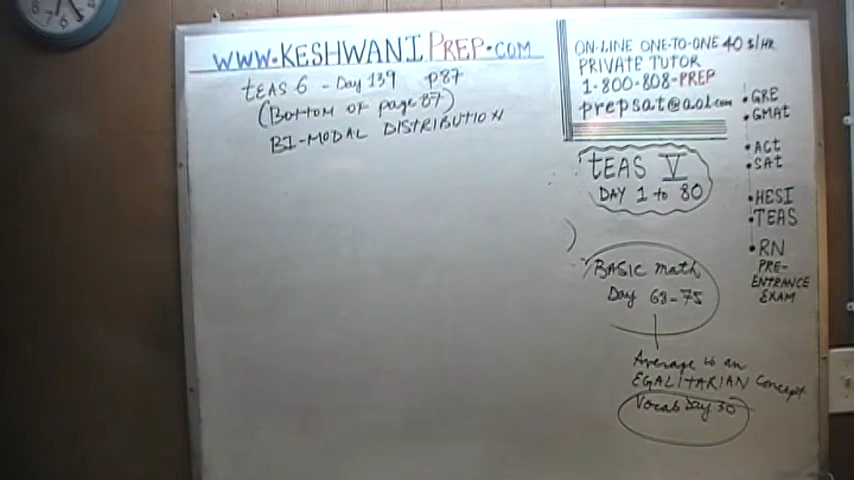 WWW.KESHWANIPREP.COM
TEAS 6 - Day 139 P87
(Bottom of page 87)
BI-MODAL DISTRIBUTION
ON-LINE ONE-TO-ONE 40 $/HR
PRIVATE TUTOR
1-800-808-PREP
prepsat@aol.com
• GRE
• GMAT
• ACT
• SAT
• HESI
• TEAS
• RN
PRE-
ENTRANCE
EXAM
TEAS V
DAY 1 to 80
BASIC math
Day 68-75
Average is an
EGALITARIAN Concept
Vocab Day 30